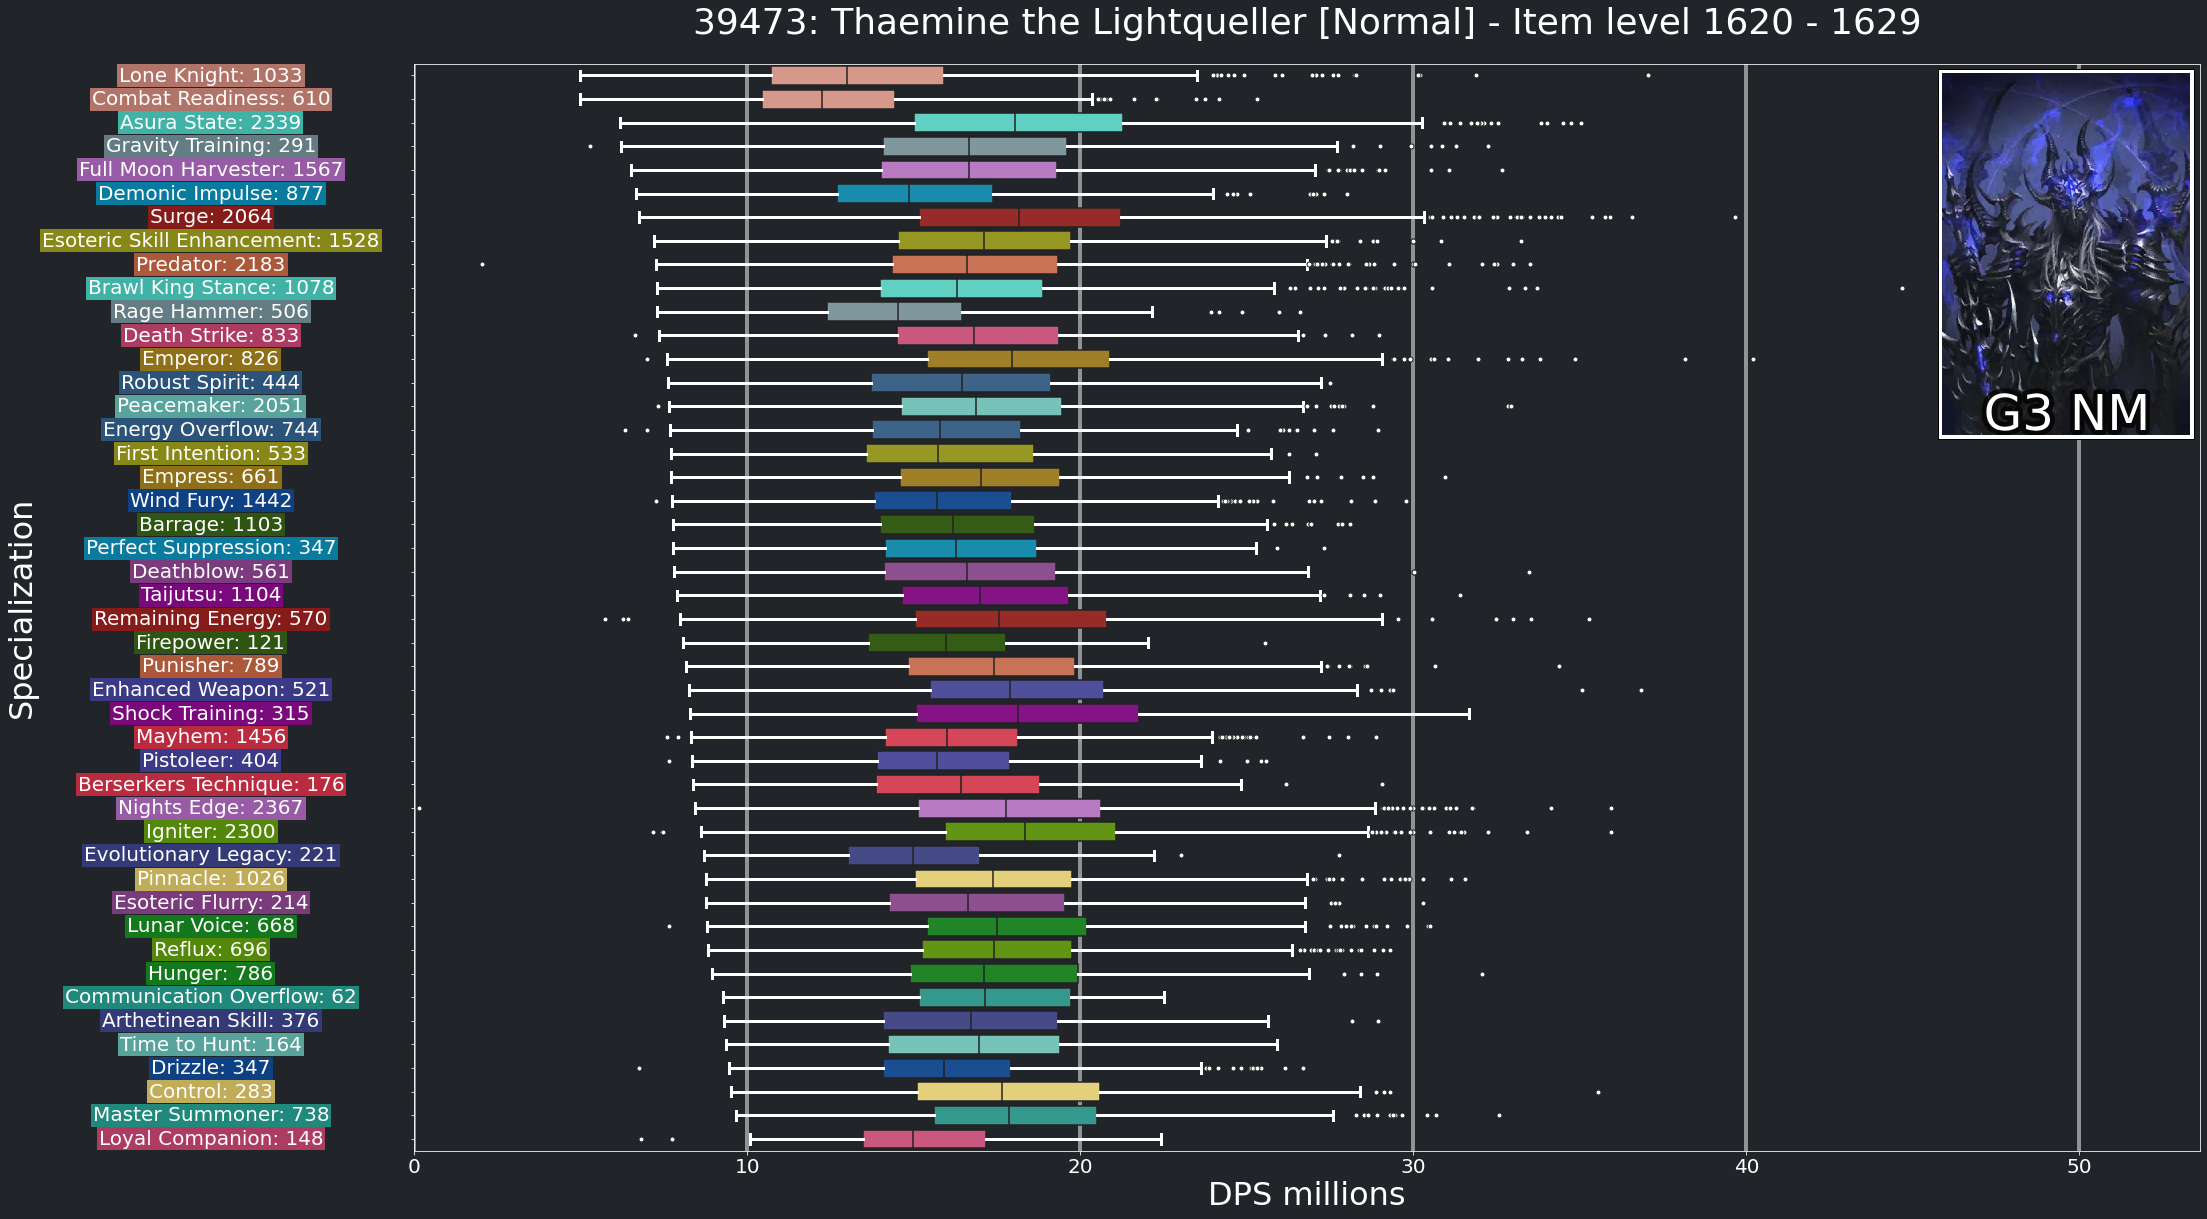 39473: Thaemine the Lightqueller [Normal] - Item level 1620 - 1629
Lone Knight: 1033
Combat Readiness: 610
Asura State: 2339
Gravity Training: 291
Full Moon Harvester: 1567
Demonic Impulse: 877
Surge: 2064
Esoteric Skill Enhancement: 1528
Predator: 2183
Brawl King Stance: 1078
Rage Hammer: 506
Death Strike: 833
Emperor: 826
Robust Spirit: 444
Peacemaker: 2051
Energy Overflow: 744
First Intention: 533
Empress: 661
Wind Fury: 1442
Barrage: 1103
Perfect Suppression: 347
Deathblow: 561
Taijutsu: 1104
Remaining Energy: 570
Firepower: 121
Punisher: 789
Enhanced Weapon: 521
Shock Training: 315
Mayhem: 1456
Pistoleer: 404
Berserkers Technique: 176
Nights Edge: 2367
Igniter: 2300
Evolutionary Legacy: 221
Pinnacle: 1026
Esoteric Flurry: 214
Lunar Voice: 668
Reflux: 696
Hunger: 786
Communication Overflow: 62
Arthetinean Skill: 376
Time to Hunt: 164
Drizzle: 347
Control: 283
Master Summoner: 738
Loyal Companion: 148
Specialization
G3 NM
0 10 20 30 40 50
DPS millions